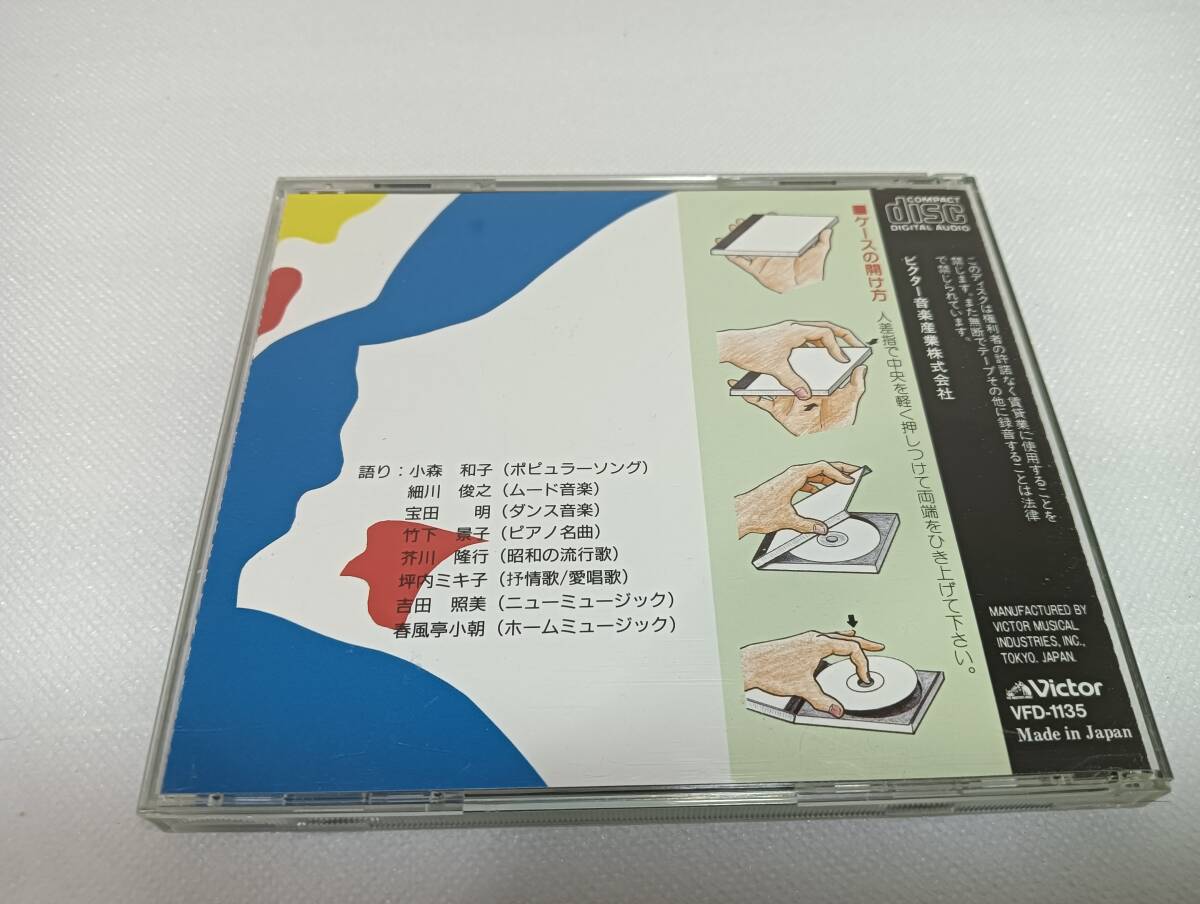 語り：小森　和子（ポピュラーソング）
細川　俊之（ムード音楽）
宝田　　明（ダンス音楽）
竹下　景子（ピアノ名曲）
芥川　隆行（昭和の流行歌）
坪内ミキ子（抒情歌/愛唱歌）
吉田　照美（ニューミュージック）
春風亭小朝（ホームミュージック）
■ケースの開け方
人差指で中央を軽く押しつけて両端をひき上げて下さい。
COMPACT
disc
DIGITAL AUDIO
このディスクは権利者の許諾なく賃貸業に使用することを
禁じます。また無断でテープその他に録音することは法律
で禁じられています。
ビクター音楽産業株式会社
MANUFACTURED BY
VICTOR MUSICAL
INDUSTRIES, INC.,
TOKYO. JAPAN.
Victor
VFD-1135
Made in Japan